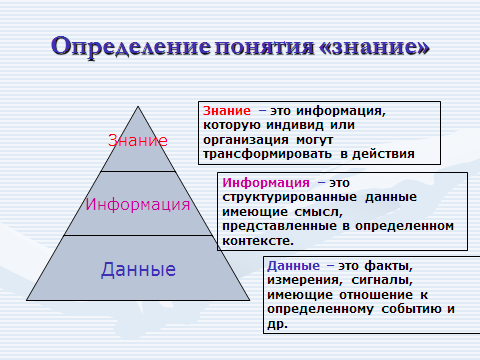 Определение понятия «знание»
Знание
Информация
Данные
Знание – это информация,
которую индивид или
организация могут
трансформировать в действия
Информация – это
структурированные данные
имеющие смысл,
представленные в определенном
контексте.
Данные – это факты,
измерения, сигналы,
имеющие отношение к
определенному событию и
др.